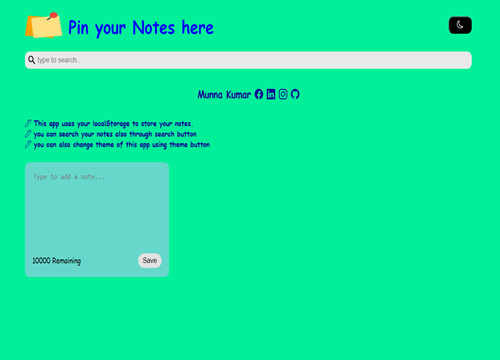 Pin your Notes here
type to search...
Munna Kumar
This app uses your localStorage to store your notes.
you can search your notes also through search button
you can also change theme of this app using theme button
Type to add a note...
10000 Remaining
Save